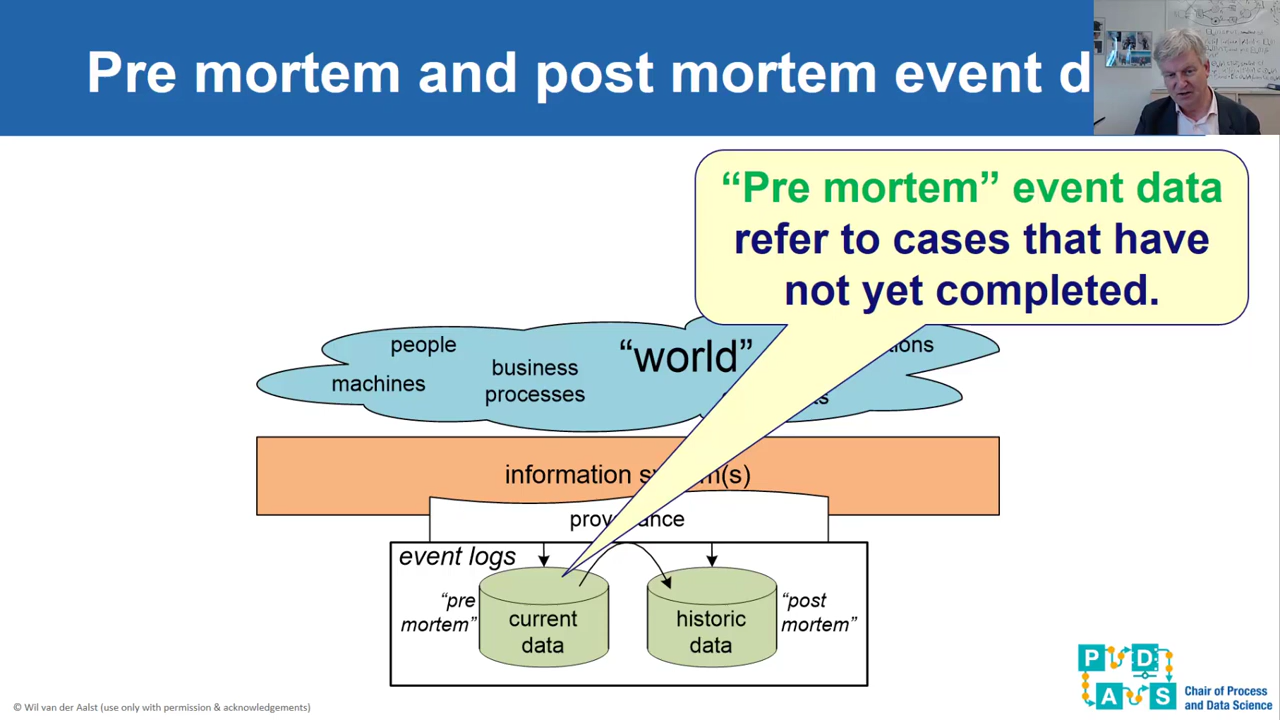 Pre mortem and post mortem event d
“Pre mortem” event data
refer to cases that have
not yet completed.
people
“world”
machines
business
processes
information s m(s)
event logs
“pre
mortem”
current
data
historic
data
“post
mortem”
P D
A S
Chair of Process
and Data Science
© Wil van der Aalst (use only with permission & acknowledgements)